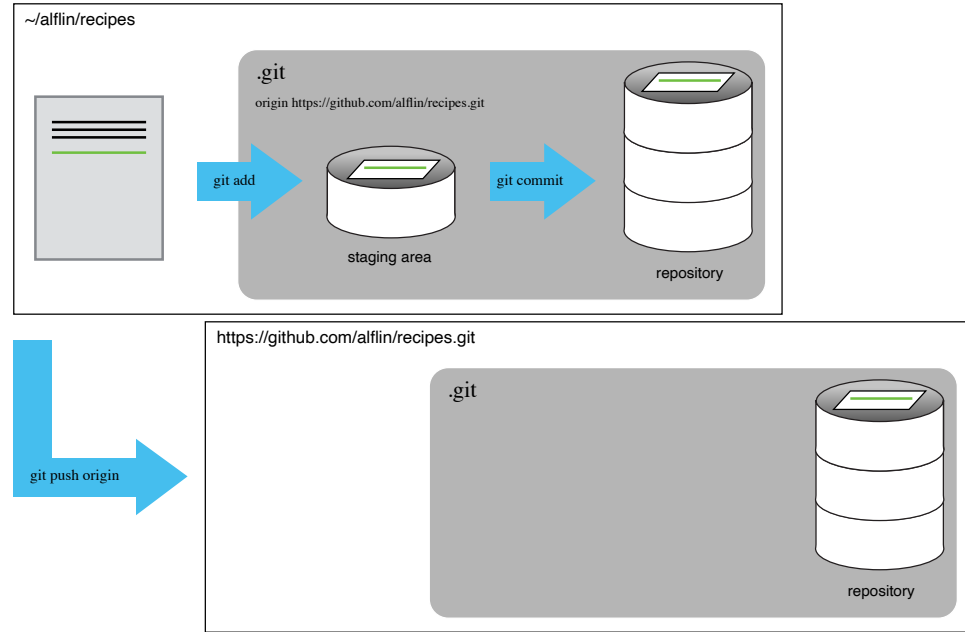 ~/alflin/recipes
.git
origin https://github.com/alflin/recipes.git
git add
git commit
staging area
repository
https://github.com/alflin/recipes.git
.git
git push origin
repository